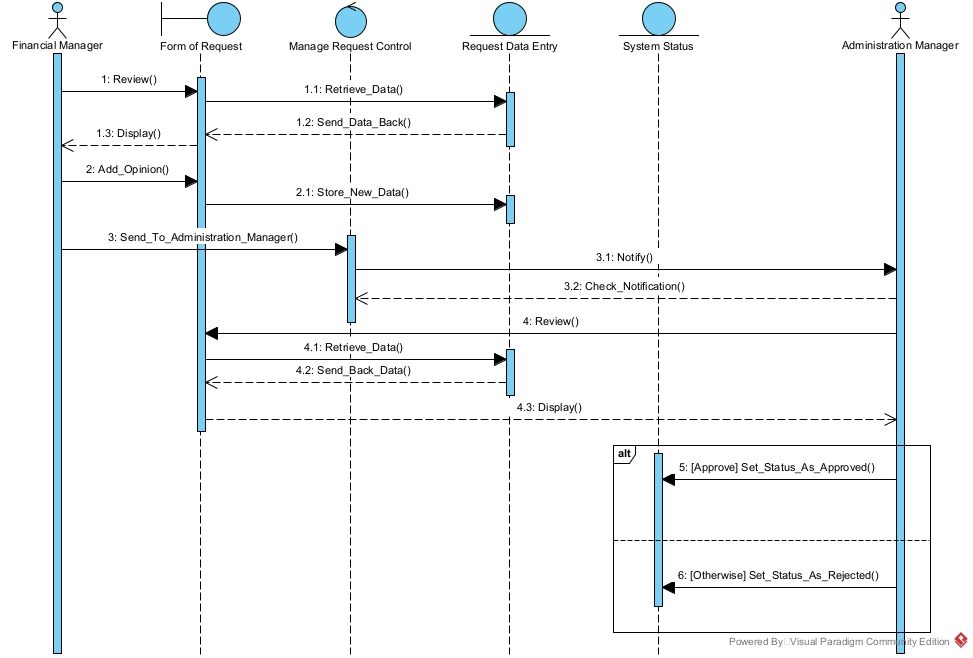 Financial Manager
Form of Request
Manage Request Control
Request Data Entry
System Status
Administration Manager
1: Review()
1.1: Retrieve_Data()
1.2: Send_Data_Back()
1.3: Display()
2: Add_Opinion()
2.1: Store_New_Data()
3: Send_To_Administration_Manager()
3.1: Notify()
3.2: Check_Notification()
4: Review()
4.1: Retrieve_Data()
4.2: Send_Back_Data()
4.3: Display()
alt
5: [Approve] Set_Status_As_Approved()
6: [Otherwise] Set_Status_As_Rejected()
Powered By Visual Paradigm Community Edition